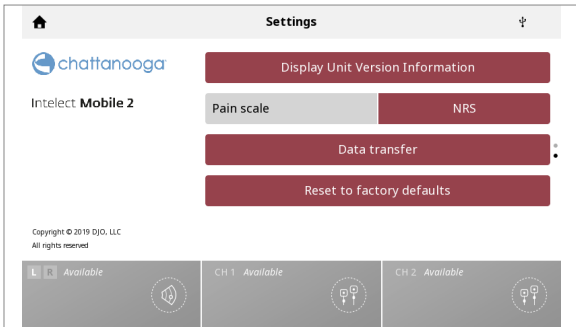 Settings
chattanooga
Display Unit Version Information
Intelect Mobile 2
Pain scale
NRS
Data transfer
Reset to factory defaults
Copyright © 2019 DJO, LLC
All rights reserved
L R Available
CH 1 Available
CH 2 Available